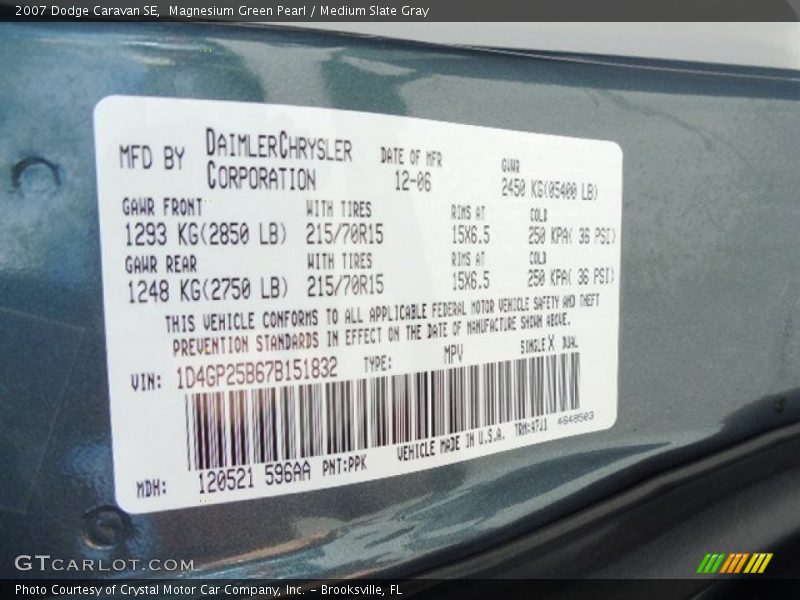 2007 Dodge Caravan SE, Magnesium Green Pearl / Medium Slate Gray
MFD BY DAIMLERCHRYSLER CORPORATION
DATE OF MFR 12-06
GVWR 2450 KG(05400 LB)
GAWR FRONT WITH TIRES RIMS AT COLD
1293 KG(2850 LB) 215/70R15 15X6.5 250 KPA( 36 PSI)
GAWR REAR WITH TIRES RIMS AT COLD
1248 KG(2750 LB) 215/70R15 15X6.5 250 KPA( 36 PSI)
THIS VEHICLE CONFORMS TO ALL APPLICABLE FEDERAL MOTOR VEHICLE SAFETY AND THEFT
PREVENTION STANDARDS IN EFFECT ON THE DATE OF MANUFACTURE SHOWN ABOVE.
VIN: 1D4GP25B67B151832 TYPE: MPV SINGLE X DUAL
MDH: 120521 596AA PNT:PPK VEHICLE MADE IN U.S.A. TRM:A7J1 4648503
GTCARLOT.COM
Photo Courtesy of Crystal Motor Car Company, Inc. – Brooksville, FL